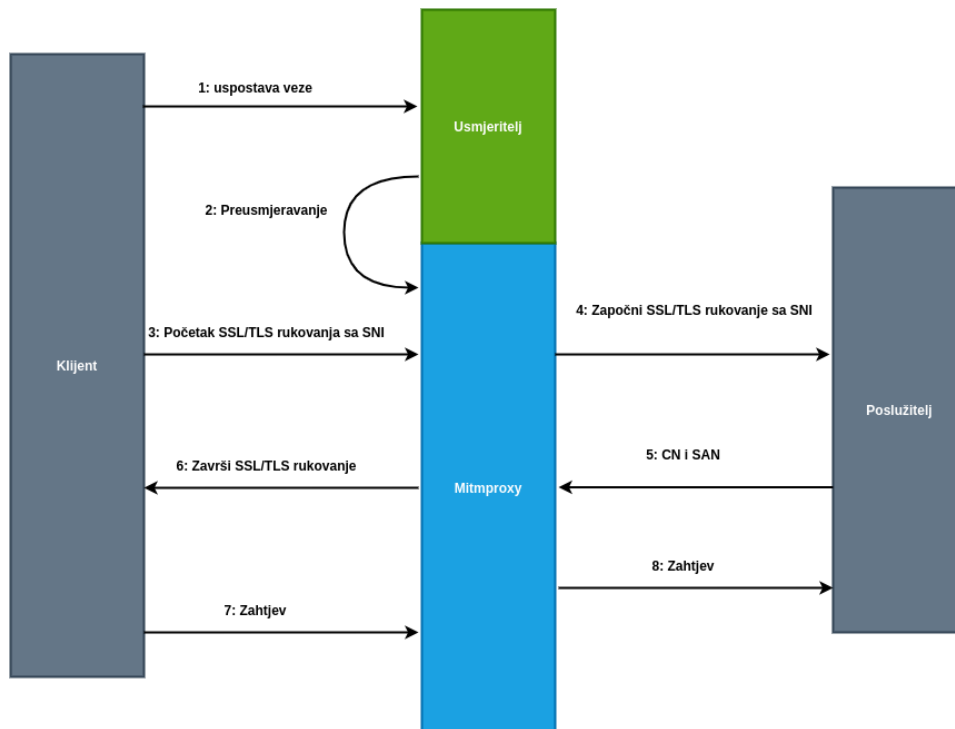 1: uspostava veze
Usmjeritelj
2: Preusmjeravanje
3: Početak SSL/TLS rukovanja sa SNI
4: Započni SSL/TLS rukovanje sa SNI
Klijent
Poslužitelj
5: CN i SAN
6: Završi SSL/TLS rukovanje
Mitmproxy
8: Zahtjev
7: Zahtjev